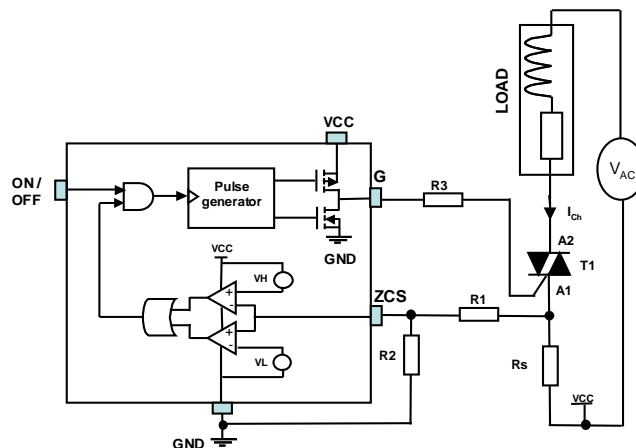 LOAD
VCC
ON /
OFF
Pulse
generator
G
R3
VAC
ICh
A2
T1
A1
GND
VCC
VH
+
-
ZCS
R1
+
-
VL
R2
Rs
VCC
GND